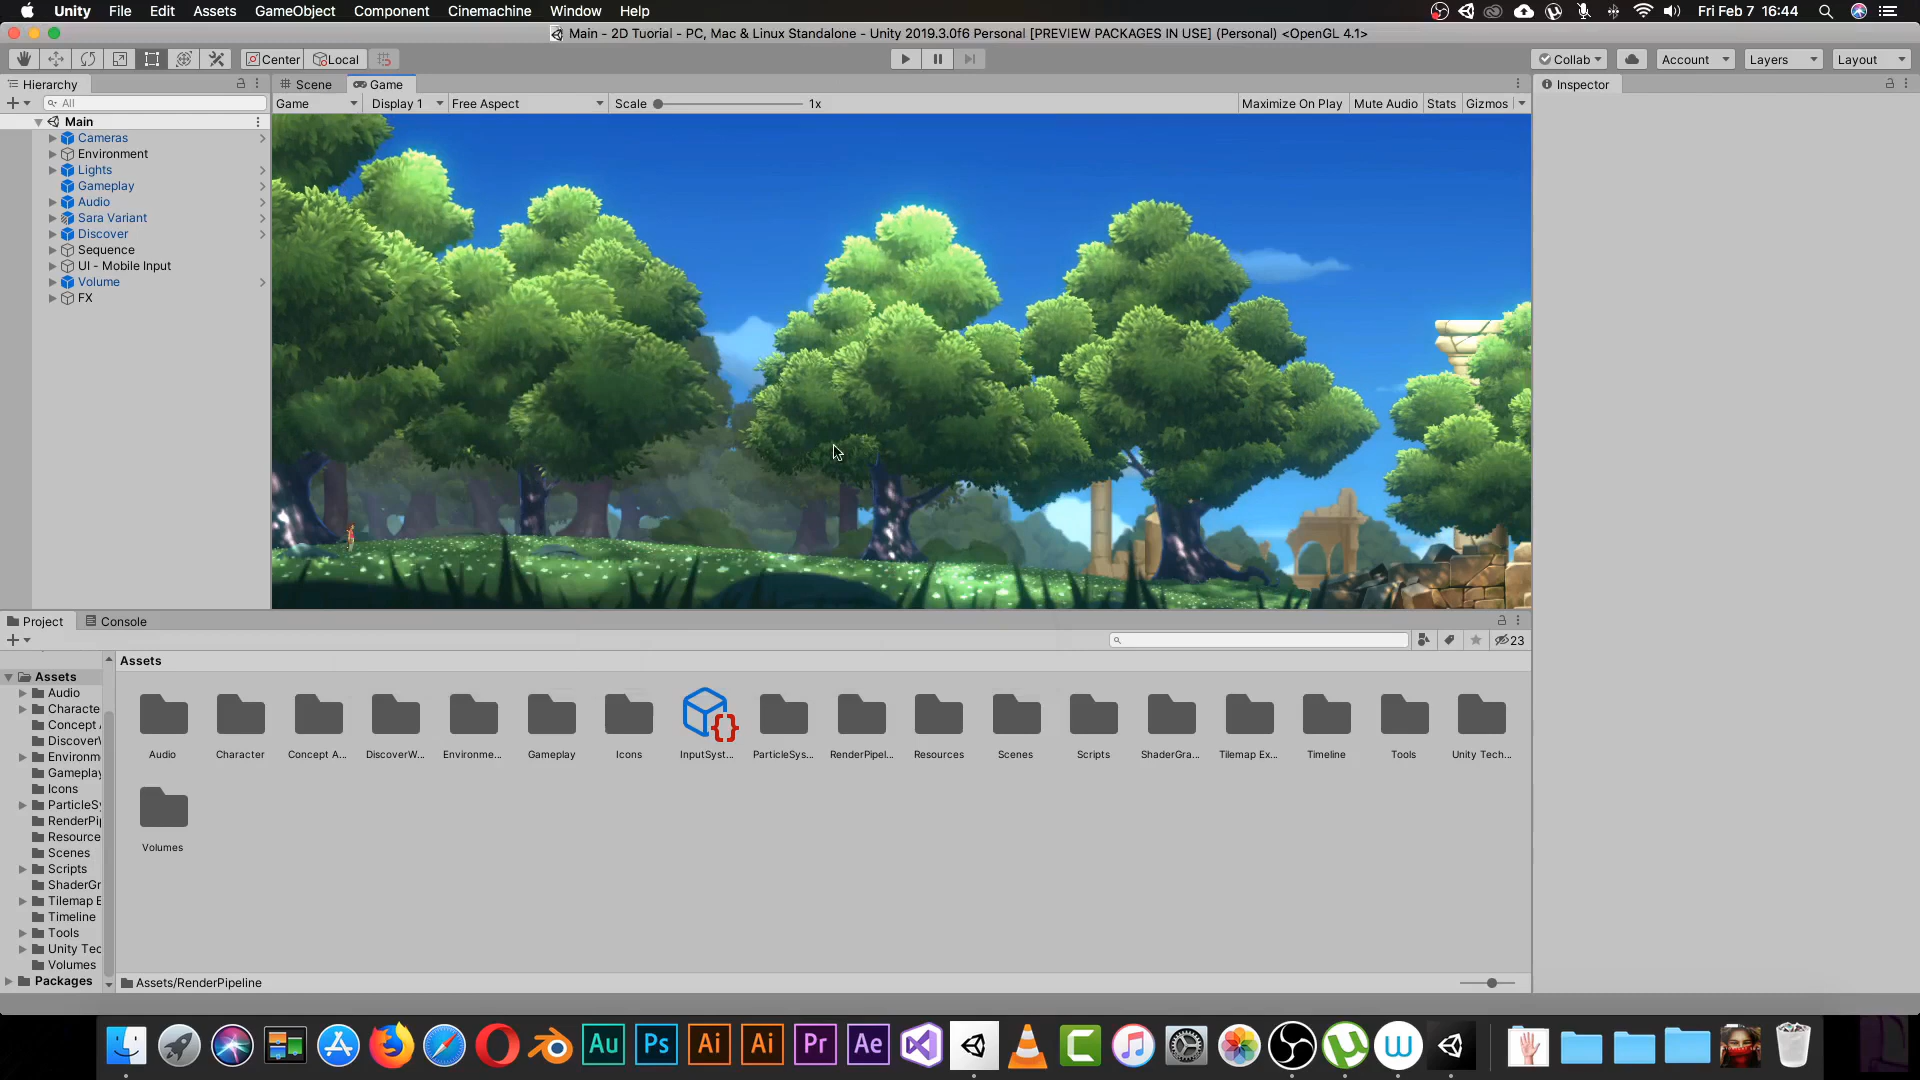 Unity File Edit Assets GameObject Component Cinemachine Window Help Fri Feb 7 16:44
Main - 2D Tuorial - PC, Mac & Linux Standalone - Unity 2019.3.0f6 Personal [PREVIEW PACKAGES IN USE] (Personal) <OpenGL 4.1>
Center Local Collab Account Layers Layout
Hierarchy Scene Game Inspector
All Game Display 1 Free Aspect Scale 1x Maximize On Play Mute Audio Stats Gizmos
Main
Cameras
Environment
Lights
Gameplay
Audio
Sara Variant
Discover
Sequence
UI - Mobile Input
Volume
FX
Project Console
23
Assets
Assets
Audio
Characte
Concept
Discover
Environm
Gameplay
Icons
ParticleSy
RenderPip
Resource
Scenes
Scripts
ShaderGr
Tilemap E
Timeline
Tools
Unity Tec
Volumes
Packages
Audio Character Concept A... DiscoverW... Environme... Gameplay Icons InputSyst... ParticleSys... RenderPipel... Resources Scenes Scripts ShaderGra... Tilemap Ex... Timeline Tools Unity Tech...
Volumes
Assets/RenderPipeline
Au Ps Ai Ai Pr Ae